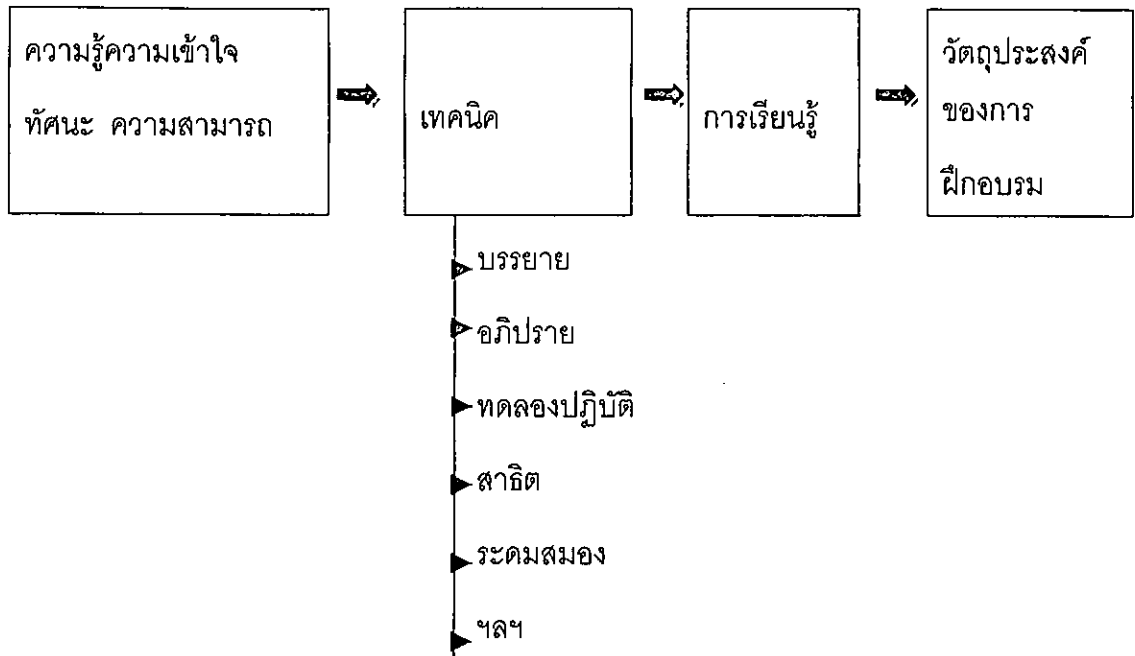 ความรู้ความเข้าใจ
ทัศนะ ความสามารถ
เทคนิค
การเรียนรู้
วัตถุประสงค์
ของการ
ฝึกอบรม
บรรยาย
อภิปราย
ทดลองปฏิบัติ
สาธิต
ระดมสมอง
ฯลฯ